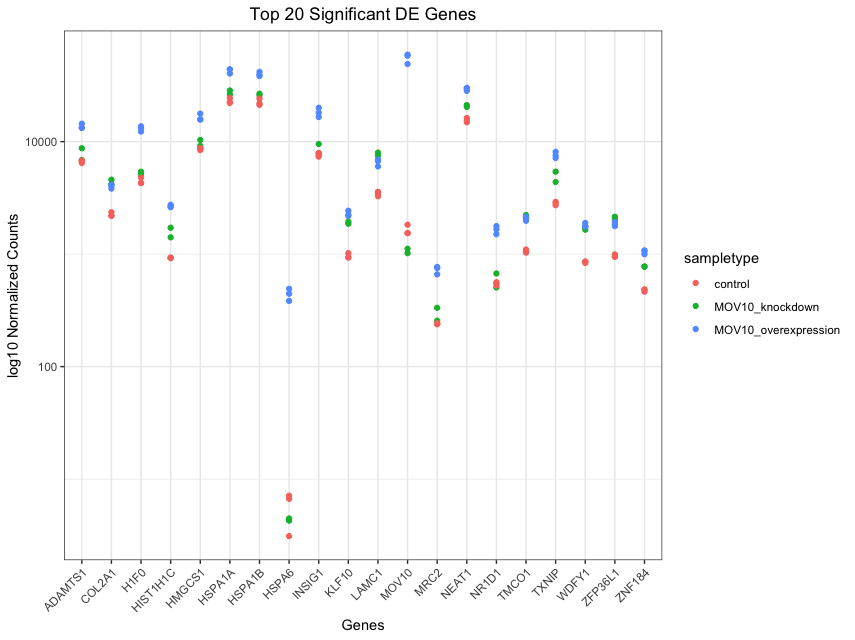 Top 20 Significant DE Genes
log10 Normalized Counts
10000
100
ADAMTS1
COL2A1
H1F0
HIST1H1C
HMGCS1
HSPA1A
HSPA1B
HSPA6
INSIG1
KLF10
LAMC1
MOV10
MRC2
NEAT1
NR1D1
TMCO1
TXNIP
WDFY1
ZFP36L1
ZNF184
Genes
sampletype
control
MOV10_knockdown
MOV10_overexpression